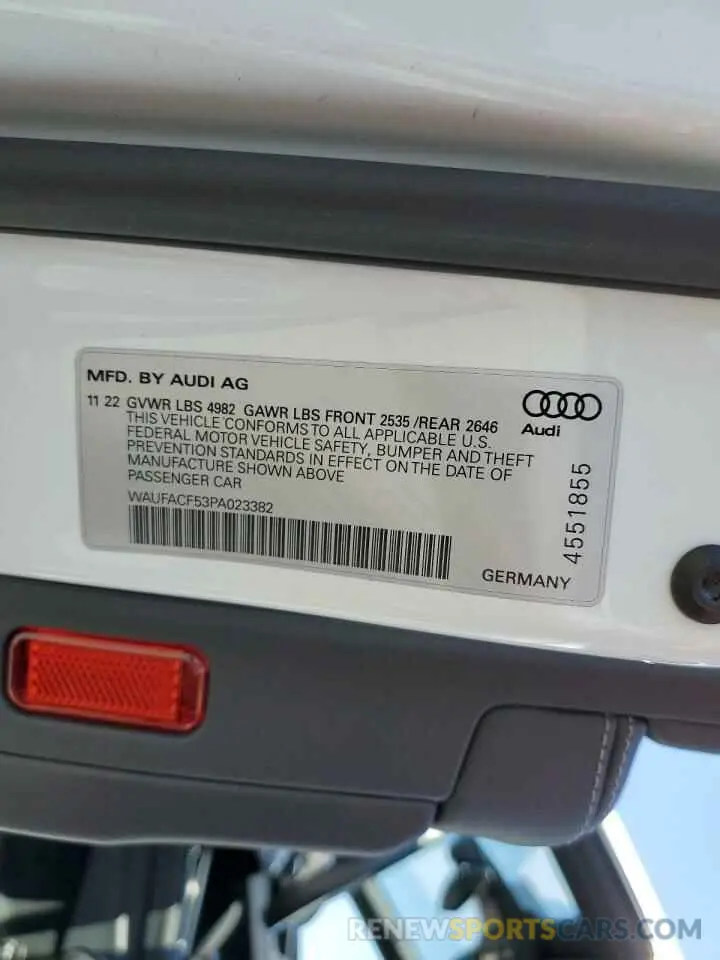 MFD. BY AUDI AG
11 22 GVWR LBS 4982 GAWR LBS FRONT 2535 /REAR 2646
THIS VEHICLE CONFORMS TO ALL APPLICABLE U.S.
FEDERAL MOTOR VEHICLE SAFETY, BUMPER AND THEFT
PREVENTION STANDARDS IN EFFECT ON THE DATE OF
MANUFACTURE SHOWN ABOVE
PASSENGER CAR
WAUFACF53PA023382
Audi
4551855
GERMANY
RENEWSPORTSCARS.COM